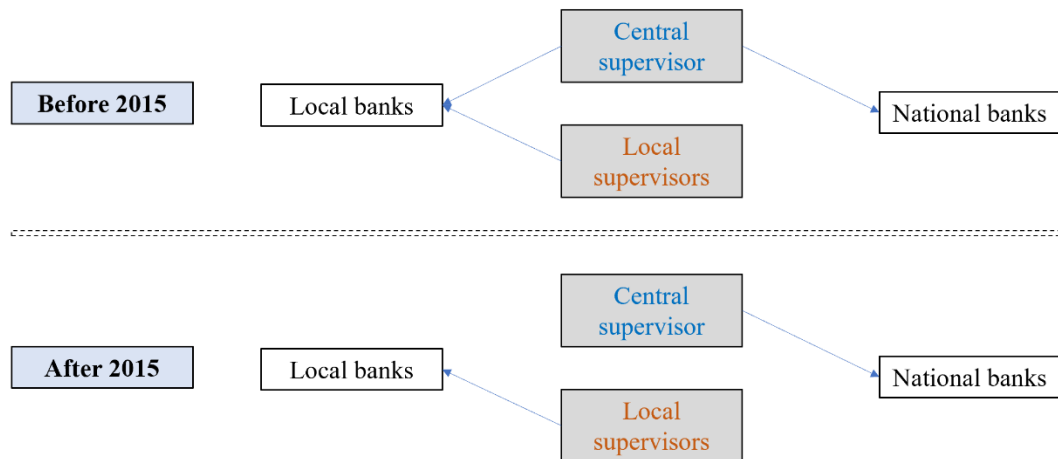 Central
supervisor
Before 2015
Local banks
National banks
Local
supervisors
Central
supervisor
After 2015
Local banks
National banks
Local
supervisors